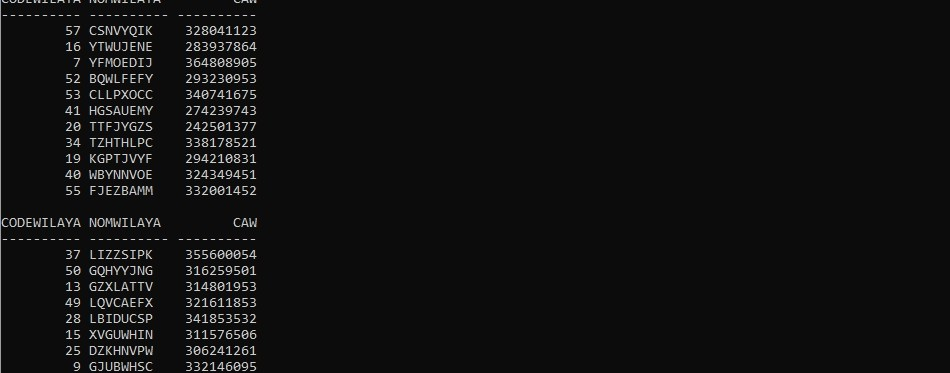 CODEWILAYA NOMWILAYA         CAW
---------- ---------- ----------
        57 CSNVYQIK    328041123
        16 YTWUJENE    283937864
         7 YFMOEDIJ    364808905
        52 BQWLFEFY    293230953
        53 CLLPXOCC    340741675
        41 HGSAUEMY    274239743
        20 TTFJYGZS    242501377
        34 TZHTHLPC    338178521
        19 KGPTJVYF    294210831
        40 WBYNNVOE    324349451
        55 FJEZBAMM    332001452

CODEWILAYA NOMWILAYA         CAW
---------- ---------- ----------
        37 LIZZSIPK    355600054
        50 GQHYYJNG    316259501
        13 GZXLATTV    314801953
        49 LQVCAEFX    321611853
        28 LBIDUCSP    341853532
        15 XVGUWHIN    311576506
        25 DZKHNVPW    306241261
         9 GJUBWHSC    332146095